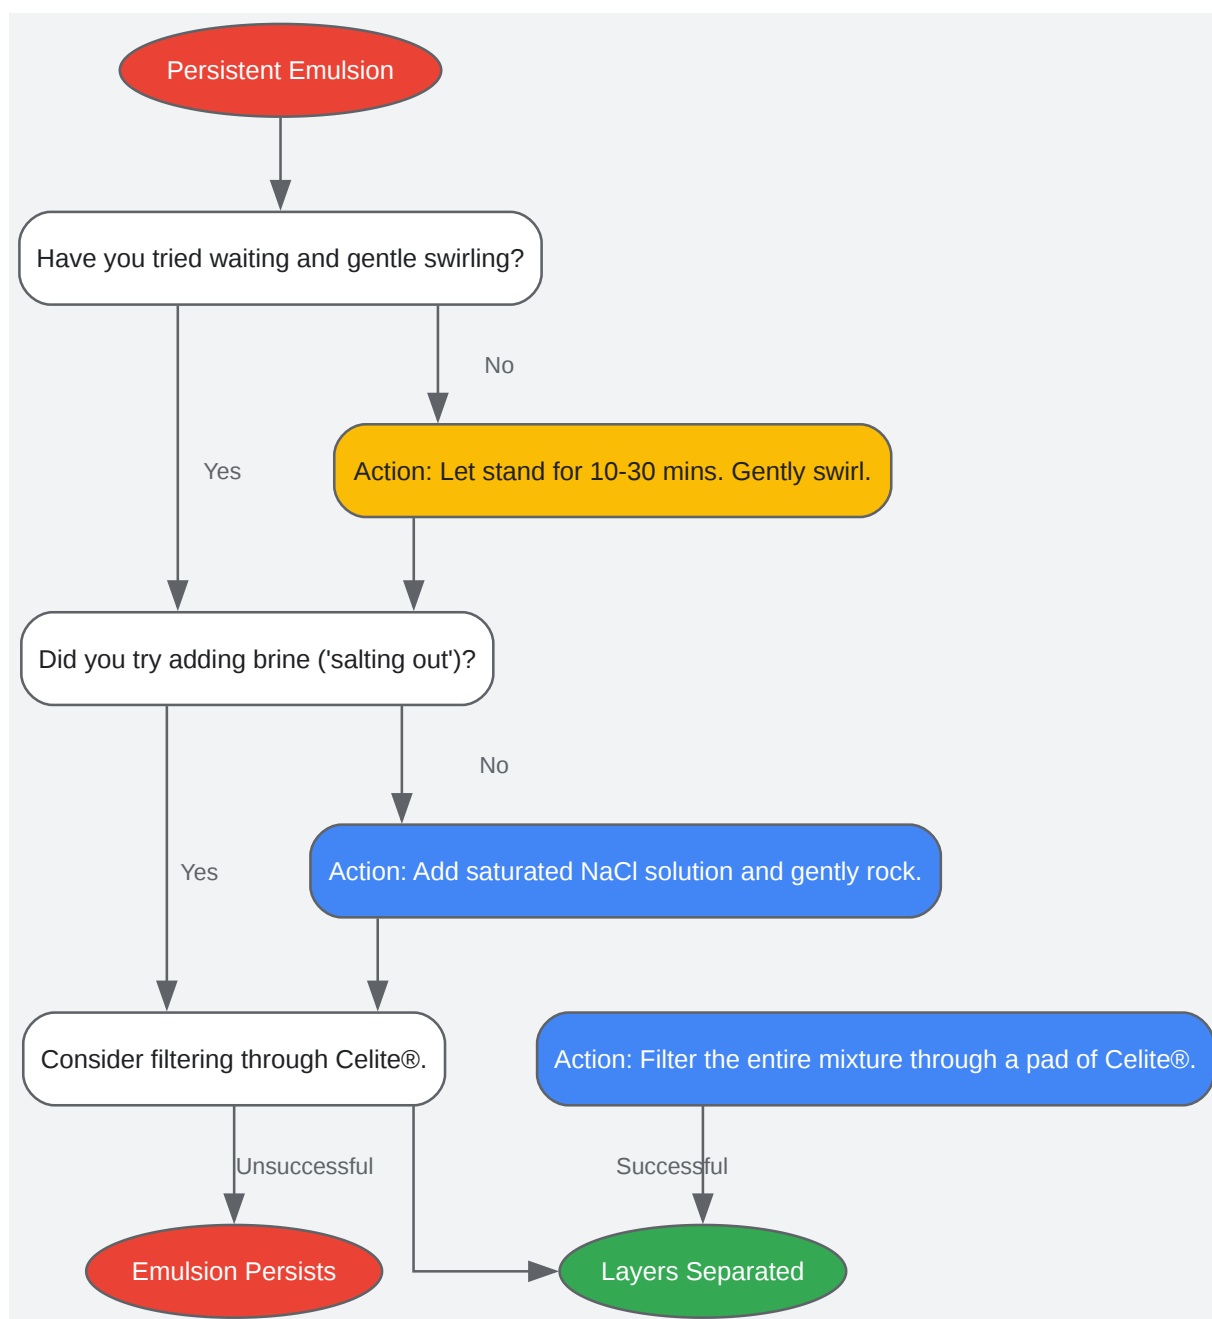 Persistent Emulsion
Have you tried waiting and gentle swirling?
No
Yes
Action: Let stand for 10-30 mins. Gently swirl.
Did you try adding brine ('salting out')?
No
Yes
Action: Add saturated NaCl solution and gently rock.
Consider filtering through Celite®.
Action: Filter the entire mixture through a pad of Celite®.
Unsuccessful
Successful
Emulsion Persists
Layers Separated